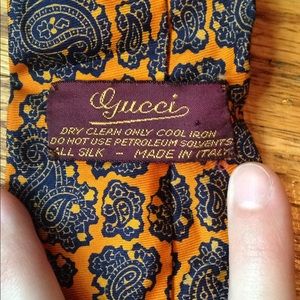 Gucci
DRY CLEAN ONLY COOL IRON
DO NOT USE PETROLEUM SOLVENTS
ALL SILK - MADE IN ITALY